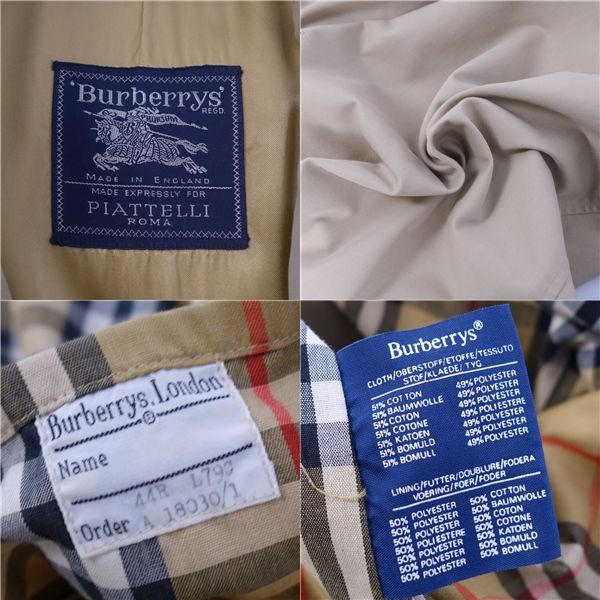 'Burberrys'
REGD.
PRORSUM
MADE IN ENGLAND
MADE EXPRESSLY FOR
PIATTELLI
ROMA
Burberrys. London
®
Name
44R L790
Order 18030/1
Burberrys®
CLOTH/OBERSTOFF/ETOFFE/TESSUTO
STOF/KLAEDE/TYG
51% COTTON 49% POLYESTER
51% BAUMWOLLE 49% POLYESTER
51% COTON 49% POLYESTER
51% COTONE 49% POLIESTERE
51% KATOEN 49% POLYESTER
51% BOMULD 49% POLYESTER
51% BOMULL 49% POLYESTER
LINING/FUTTER/DOUBLURE/FODERA
VOERING/FOER/FODER
50% POLYESTER 50% COTTON
50% POLYESTER 50% BAUMWOLLE
50% POLYESTER 50% COTON
50% POLIESTERE 50% COTONE
50% POLYESTER 50% KATOEN
50% POLYESTER 50% BOMULD
50% POLYESTER 50% BOMULL